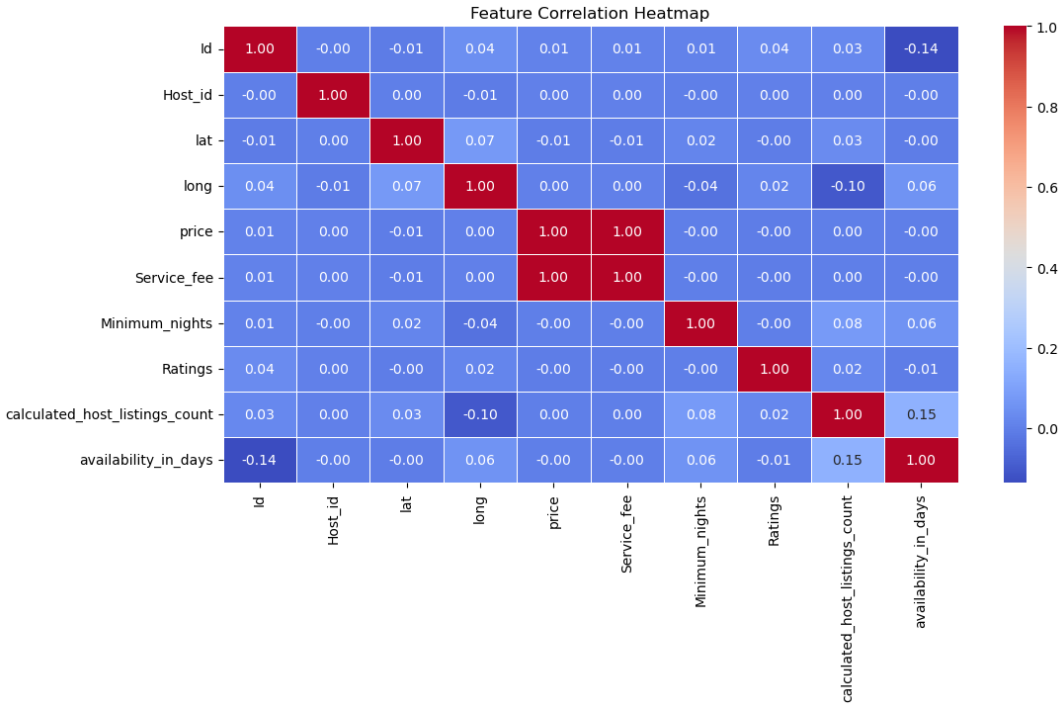 Feature Correlation Heatmap
Id 1.00 -0.00 -0.01 0.04 0.01 0.01 0.01 0.04 0.03 -0.14
Host_id -0.00 1.00 0.00 -0.01 0.00 0.00 -0.00 0.00 0.00 -0.00
lat -0.01 0.00 1.00 0.07 -0.01 -0.01 0.02 -0.00 0.03 -0.00
long 0.04 -0.01 0.07 1.00 0.00 0.00 -0.04 0.02 -0.10 0.06
price 0.01 0.00 -0.01 0.00 1.00 1.00 -0.00 -0.00 0.00 -0.00
Service_fee 0.01 0.00 -0.01 0.00 1.00 1.00 -0.00 -0.00 0.00 -0.00
Minimum_nights 0.01 -0.00 0.02 -0.04 -0.00 -0.00 1.00 -0.00 0.08 0.06
Ratings 0.04 0.00 -0.00 0.02 -0.00 -0.00 -0.00 1.00 0.02 -0.01
calculated_host_listings_count 0.03 0.00 0.03 -0.10 0.00 0.00 0.08 0.02 1.00 0.15
availability_in_days -0.14 -0.00 -0.00 0.06 -0.00 -0.00 0.06 -0.01 0.15 1.00
Id
Host_id
lat
long
price
Service_fee
Minimum_nights
Ratings
calculated_host_listings_count
availability_in_days
1.0
0.8
0.6
0.4
0.2
0.0